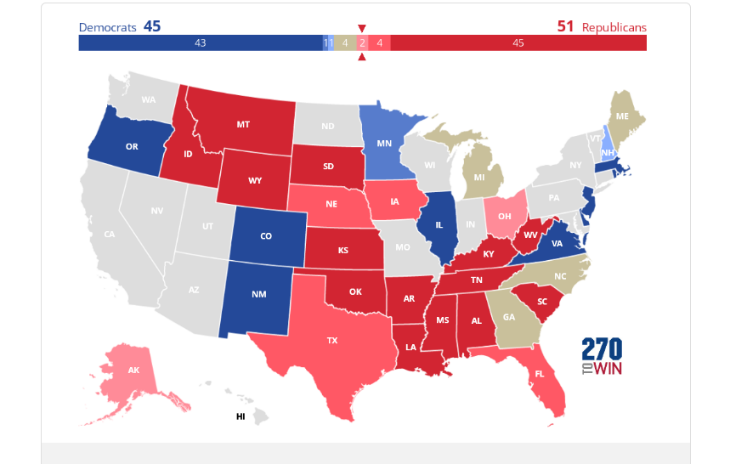 Democrats 45
51 Republicans
43 1 1 4 2 4 45
WA
OR
ID
MT
ND
MN
WI
MI
ME
VT
NH
NY
WY
SD
NE
IA
IL
IN
OH
PA
CA
NV
UT
CO
KS
MO
KY
WV
VA
AZ
NM
OK
AR
TN
NC
SC
TX
LA
MS
AL
GA
FL
AK
HI
270
TO WIN